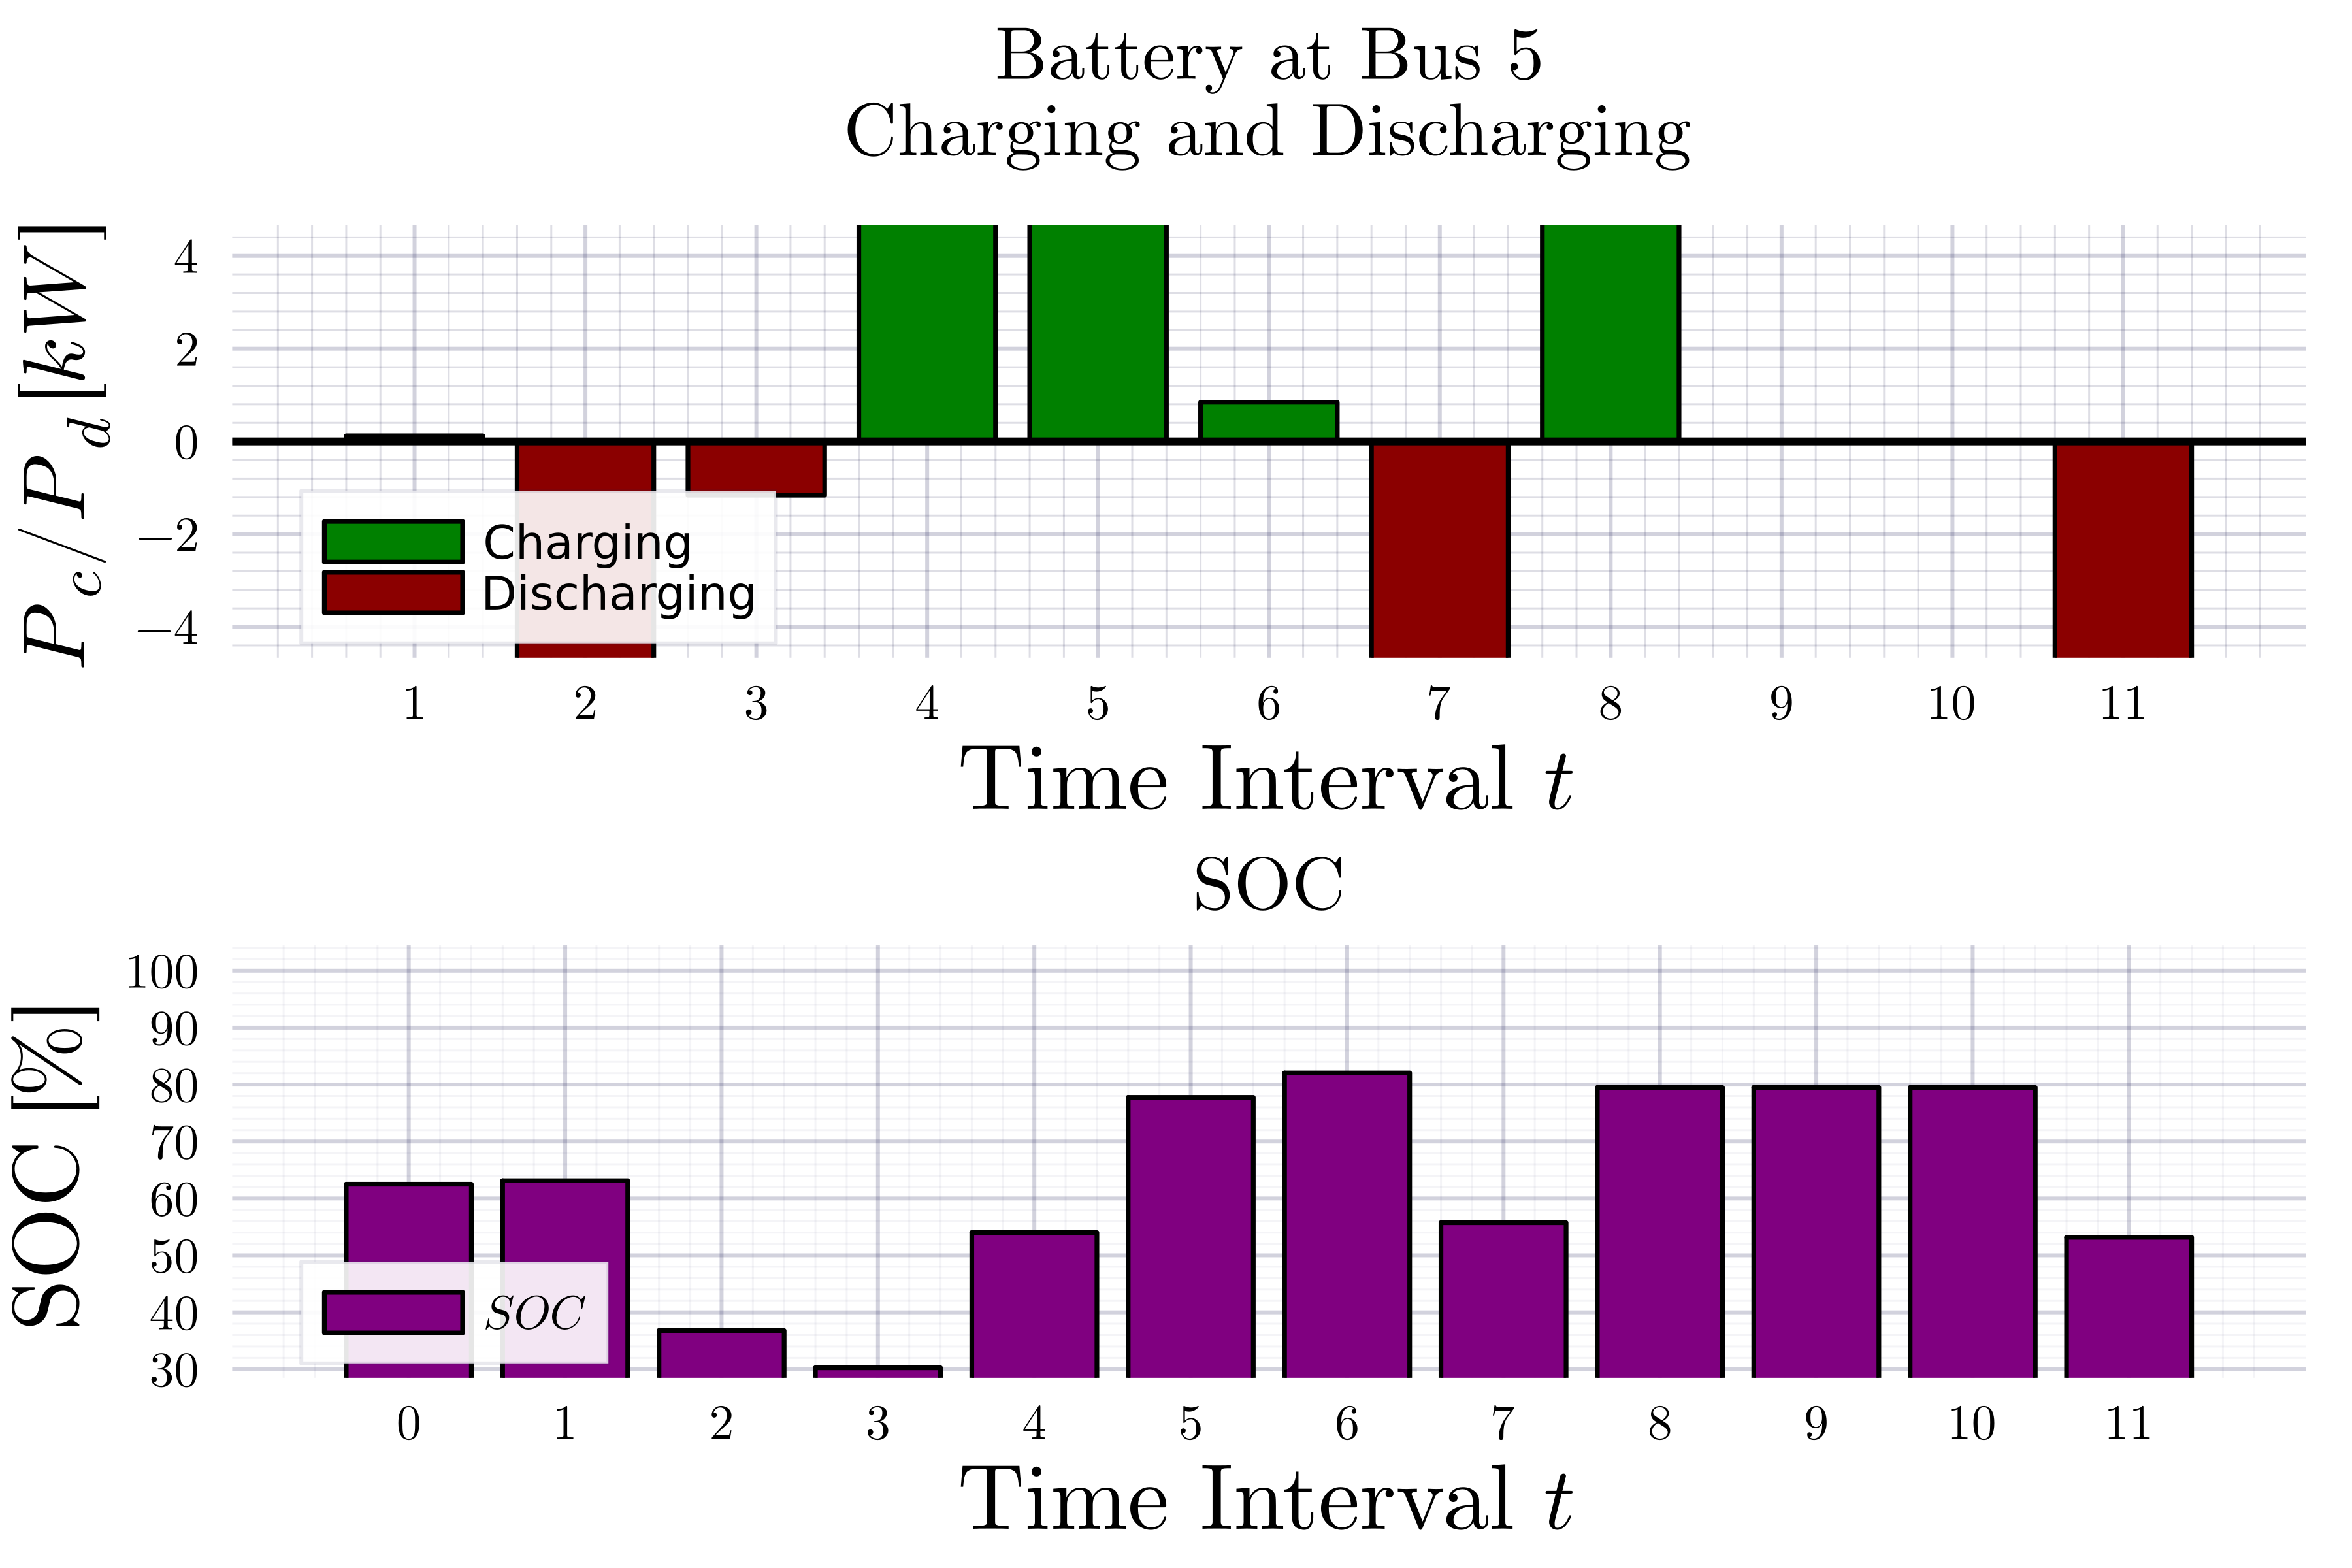 Battery at Bus 5
Charging and Discharging
P_c/P_d [kW]
4
2
0
−2
−4
Charging
Discharging
1 2 3 4 5 6 7 8 9 10 11
Time Interval t
SOC
SOC [%]
100
90
80
70
60
50
40
30
SOC
0 1 2 3 4 5 6 7 8 9 10 11
Time Interval t